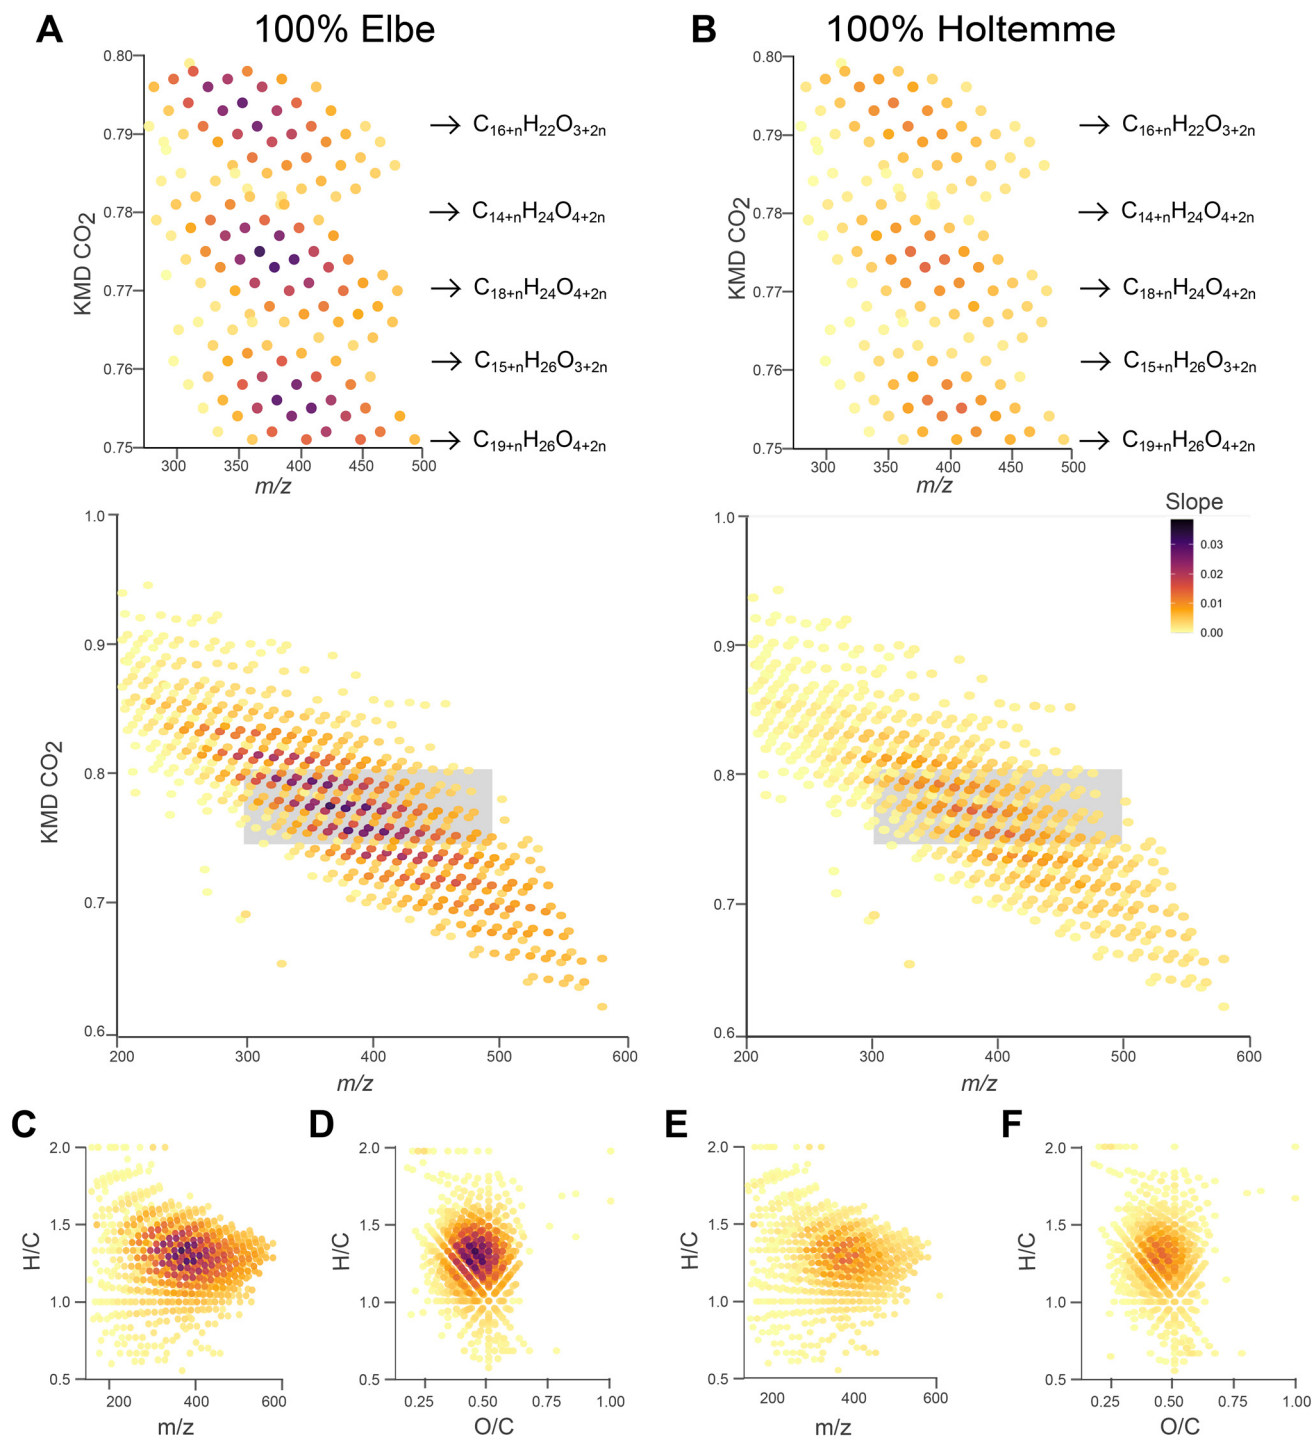 A 100% Elbe
B 100% Holtemme
0.80
0.79
0.78
0.77
0.76
0.75
KMD CO2
300 350 400 450 500
m/z
C16+nH22O3+2n
C14+nH24O4+2n
C18+nH24O4+2n
C15+nH26O3+2n
C19+nH26O4+2n
0.80
0.79
0.78
0.77
0.76
0.75
KMD CO2
300 350 400 450 500
m/z
C16+nH22O3+2n
C14+nH24O4+2n
C18+nH24O4+2n
C15+nH26O3+2n
C19+nH26O4+2n
1.0
0.9
0.8
0.7
0.6
KMD CO2
200 300 400 500 600
m/z
1.0
0.9
0.8
0.7
0.6
200 300 400 500 600
m/z
Slope
0.03
0.02
0.01
0.00
C
2.0
1.5
1.0
0.5
H/C
200 400 600
m/z
D
2.0
1.5
1.0
0.5
H/C
0.25 0.50 0.75 1.00
O/C
E
2.0
1.5
1.0
0.5
H/C
200 400 600
m/z
F
2.0
1.5
1.0
0.5
H/C
0.25 0.50 0.75 1.00
O/C